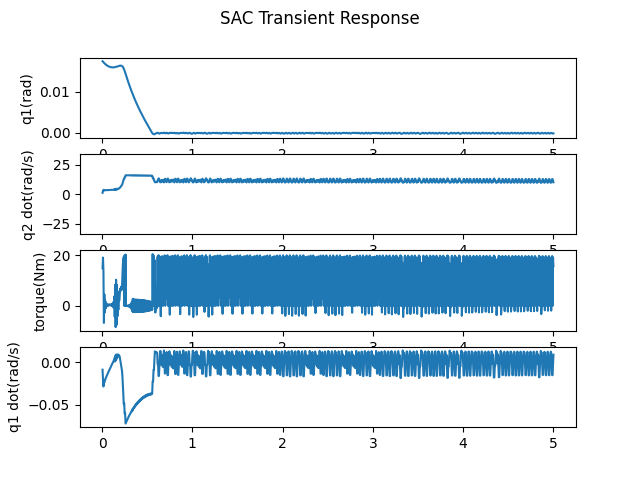 SAC Transient Response
q1(rad)
0.01
0.00
0 1 2 3 4 5
q2 dot(rad/s)
25
0
−25
0 1 2 3 4 5
torque(Nm)
20
0
0 1 2 3 4 5
q1 dot(rad/s)
0.00
−0.05
0 1 2 3 4 5